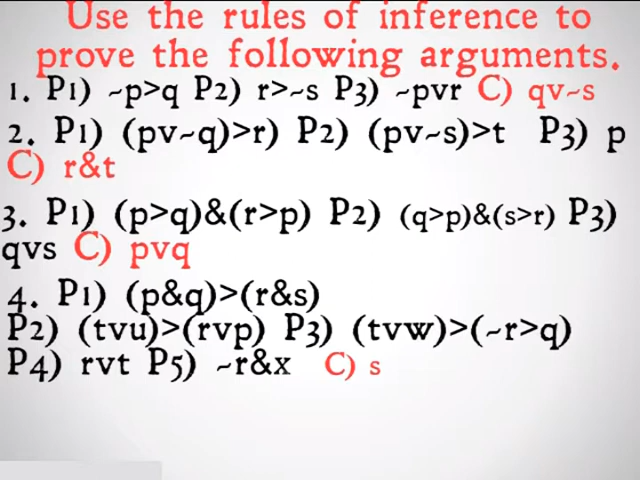 Use the rules of inference to
prove the following arguments.
1. P1) ~p>q P2) r>~s P3) ~pvr C) qv~s
2. P1) (pv~q)>r) P2) (pv~s)>t P3) p
C) r&t
3. P1) (p>q)&(r>p) P2) (q>p)&(s>r) P3)
qvs C) pvq
4. P1) (p&q)>(r&s)
P2) (tvu)>(rvp) P3) (tvw)>(~r>q)
P4) rvt P5) ~r&x C) s